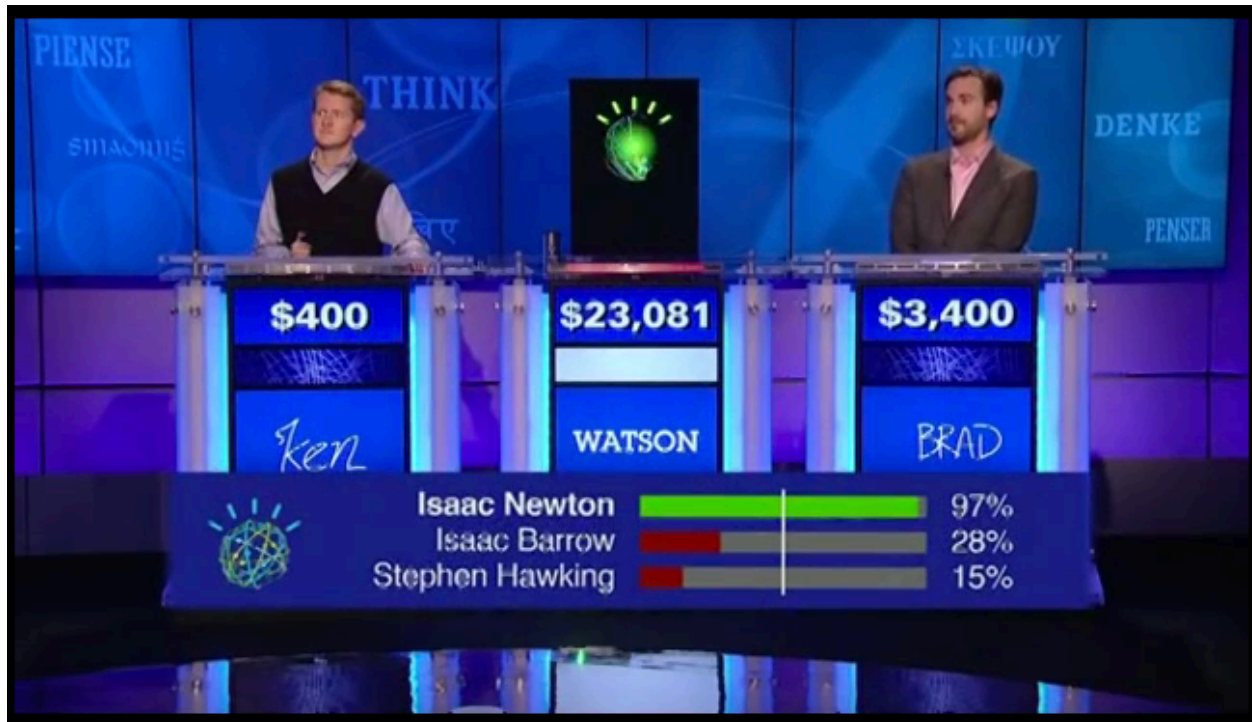 PIENSE
THINK
ΣΚΕΨΟΥ
DENKE
smaoinigh
PENSER
$400
$23,081
$3,400
Ken
WATSON
BRAD
Isaac Newton 97%
Isaac Barrow 28%
Stephen Hawking 15%